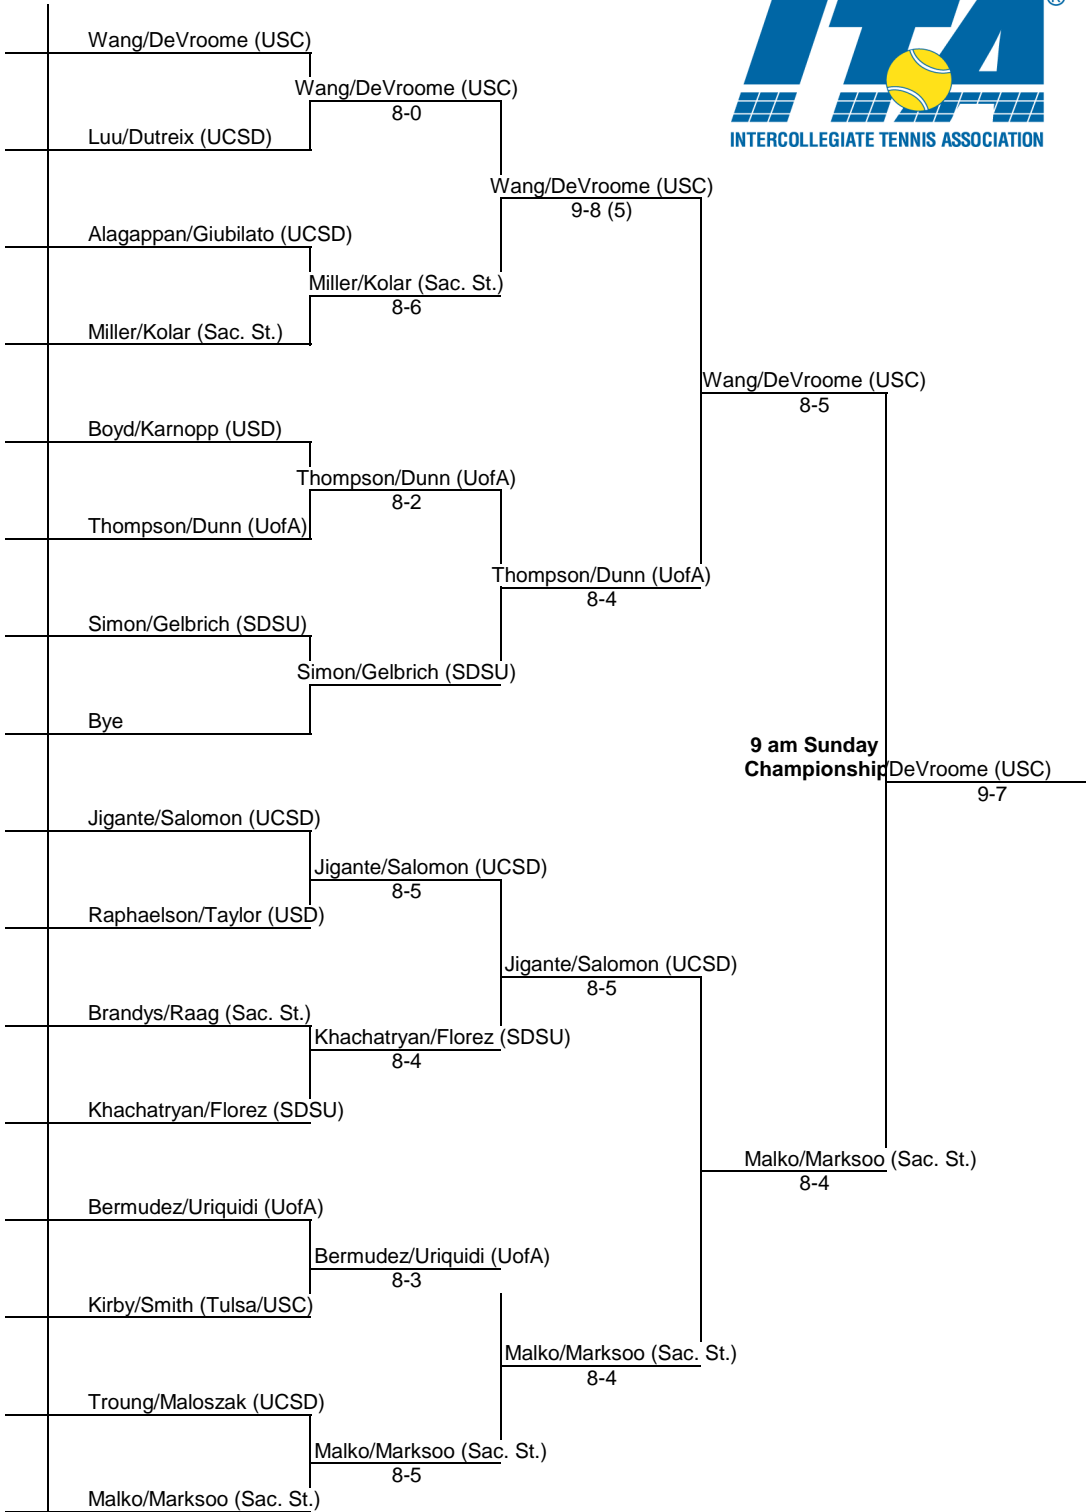 ITA®
INTERCOLLEGIATE TENNIS ASSOCIATION
Wang/DeVroome (USC)
Wang/DeVroome (USC)
8-0
Luu/Dutreix (UCSD)
Wang/DeVroome (USC)
9-8 (5)
Alagappan/Giubilato (UCSD)
Miller/Kolar (Sac. St.)
8-6
Miller/Kolar (Sac. St.)
Wang/DeVroome (USC)
8-5
Boyd/Karnopp (USD)
Thompson/Dunn (UofA)
8-2
Thompson/Dunn (UofA)
Thompson/Dunn (UofA)
8-4
Simon/Gelbrich (SDSU)
Simon/Gelbrich (SDSU)
Bye
9 am Sunday
Championship/DeVroome (USC)
9-7
Jigante/Salomon (UCSD)
Jigante/Salomon (UCSD)
8-5
Raphaelson/Taylor (USD)
Jigante/Salomon (UCSD)
8-5
Brandys/Raag (Sac. St.)
Khachatryan/Florez (SDSU)
8-4
Khachatryan/Florez (SDSU)
Malko/Marksoo (Sac. St.)
8-4
Bermudez/Uriquidi (UofA)
Bermudez/Uriquidi (UofA)
8-3
Kirby/Smith (Tulsa/USC)
Malko/Marksoo (Sac. St.)
8-4
Troung/Maloszak (UCSD)
Malko/Marksoo (Sac. St.)
8-5
Malko/Marksoo (Sac. St.)